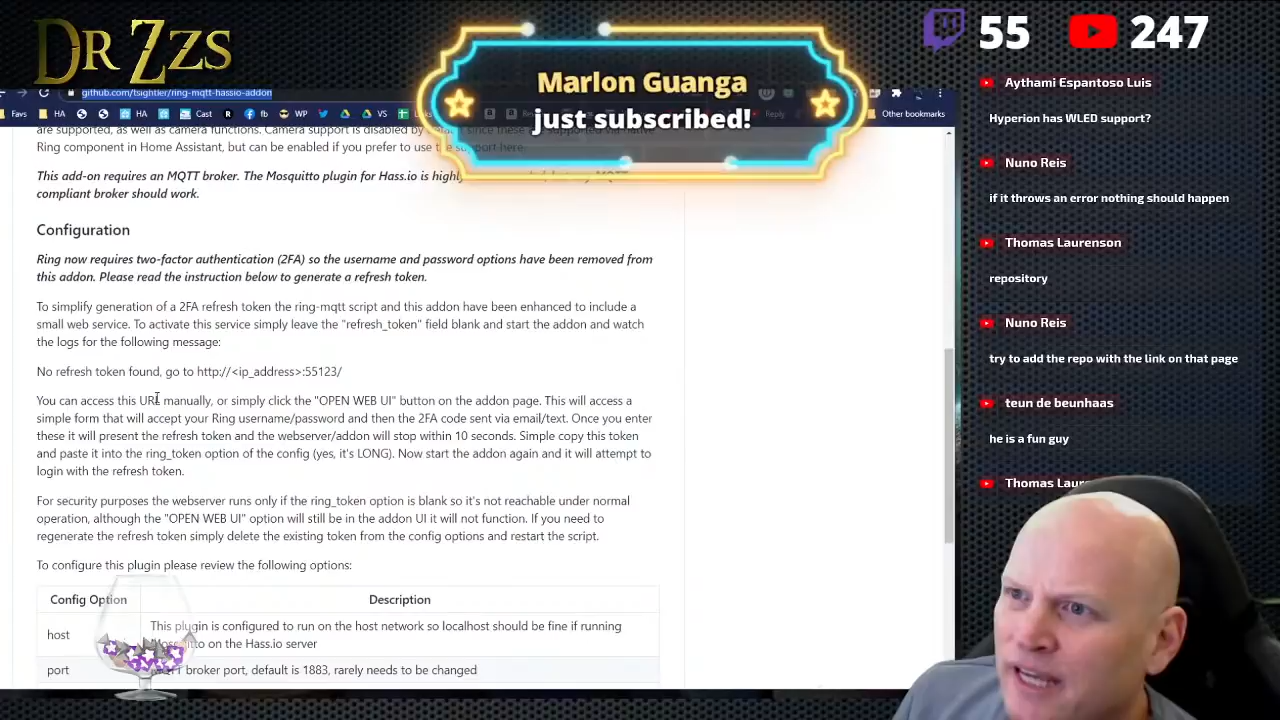 DR ZZS
Marlon Guanga
just subscribed!
55
247
github.com/tsightler/ring-mqtt-hassio-addon
Favs
HA
HA
Cast
fb
WP
VS
Other bookmarks
are supported, as well as camera functions. Camera support is disabled by
Ring component in Home Assistant, but can be enabled if you prefer to use
This add-on requires an MQTT broker. The Mosquitto plugin for Hass.io is
compliant broker should work.
Configuration
Ring now requires two-factor authentication (2FA) so the username and password options have been removed from
this addon. Please read the instruction below to generate a refresh token.
To simplify generation of a 2FA refresh token the ring-mqtt script and this addon have been enhanced to include a
small web service. To activate this service simply leave the "refresh_token" field blank and start the addon and watch
the logs for the following message:
No refresh token found, go to http://<ip_address>:55123/
You can access this URL manually, or simply click the "OPEN WEB UI" button on the addon page. This will access a
simple form that will accept your Ring username/password and then the 2FA code sent via email/text. Once you enter
these it will present the refresh token and the webserver/addon will stop within 10 seconds. Simple copy this token
and paste it into the ring_token option of the config (yes, it's LONG). Now start the addon again and it will attempt to
login with the refresh token.
For security purposes the webserver runs only if the ring_token option is blank so it's not reachable under normal
operation, although the "OPEN WEB UI" option will still be in the addon UI it will not function. If you need to
regenerate the refresh token simply delete the existing token from the config options and restart the script.
To configure this plugin please review the following options:
Config Option
Description
host
This plugin is configured to run on the host network so localhost should be fine if running
on the Hass.io server
port
broker port, default is 1883, rarely needs to be changed
Aythami Espantoso Luis
Hyperion has WLED support?
Nuno Reis
if it throws an error nothing should happen
Thomas Laurenson
repository
Nuno Reis
try to add the repo with the link on that page
teun de beunhaas
he is a fun guy
Thomas